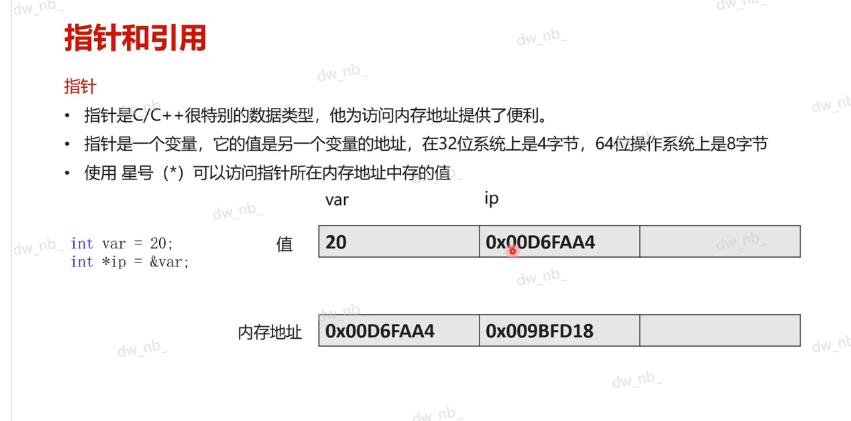 指针和引用
指针
• 指针是C/C++很特别的数据类型，他为访问内存地址提供了便利。
• 指针是一个变量，它的值是另一个变量的地址，在32位系统上是4字节，64位操作系统上是8字节
• 使用 星号（*）可以访问指针所在内存地址中存的值
var ip
int var = 20; 值 20 0x00D6FAA4
int *ip = &var;
内存地址 0x00D6FAA4 0x009BFD18
dw_nb_
dw_nb_
dw_nb_
dw_nb_
dw_nb_
dw_nb_
dw_nb_
dw_nb_
dw_nb_
dw_nb_
dw_nb_